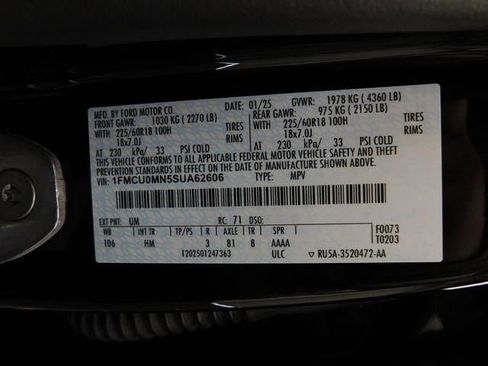 MFD. BY FORD MOTOR CO.
DATE: 01/25 GVWR: 1978 KG ( 4360 LB)
FRONT GAWR: 1030 KG ( 2270 LB)
REAR GAWR: 975 KG ( 2150 LB)
WITH 225/60R18 100H TIRES
WITH 225/60R18 100H TIRES
18x7.0J RIMS
18x7.0J RIMS
AT 230 kPa/ 33 PSI COLD
AT 230 kPa/ 33 PSI COLD
THIS VEHICLE CONFORMS TO ALL APPLICABLE FEDERAL MOTOR VEHICLE SAFETY AND THEFT
PREVENTION STANDARDS IN EFFECT ON THE DATE OF MANUFACTURE SHOWN ABOVE.
VIN: 1FMCU0MN5SUA62606 TYPE: MPV
EXT PNT: UM RC: 71 DSO:
WB INT TR TP/PS R AXLE TR SPR
106 HM 3 81 8 AAAA
F0073
T0203
1202501247363 ULC ▽ RU5A-3520472-AA